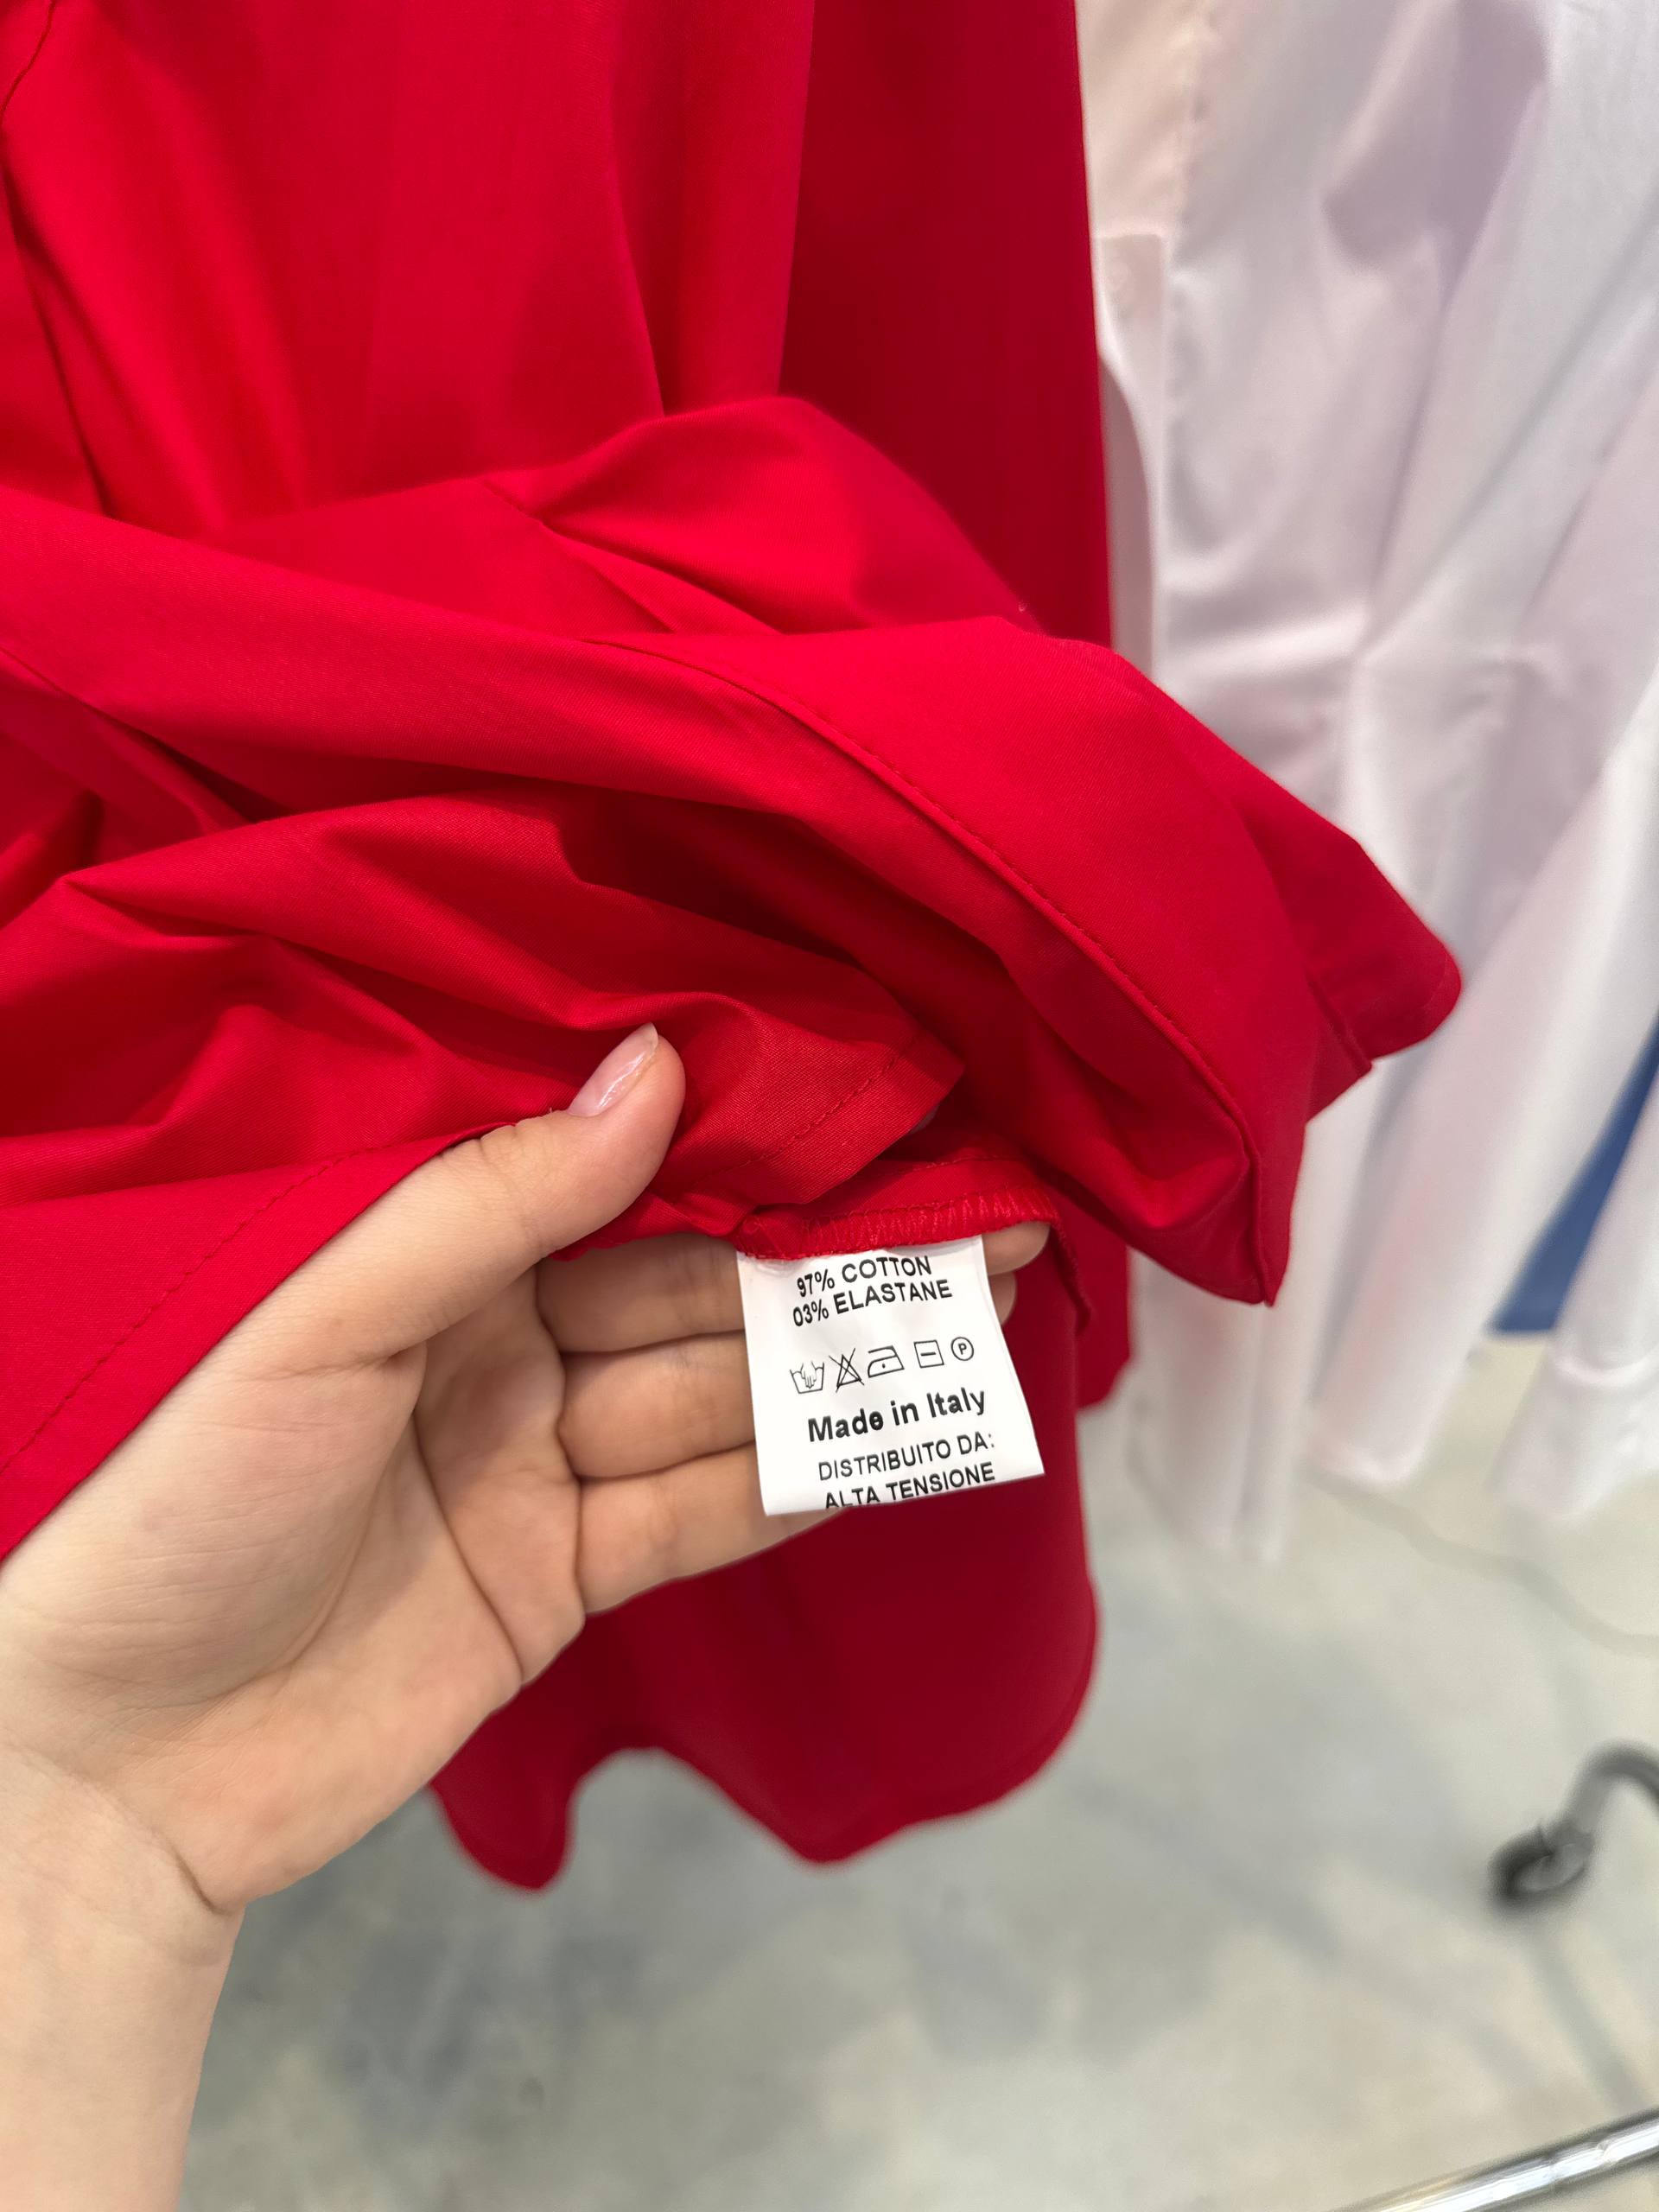 97% COTTON
03% ELASTANE
P
Made in Italy
DISTRIBUITO DA:
ALTA TENSIONE